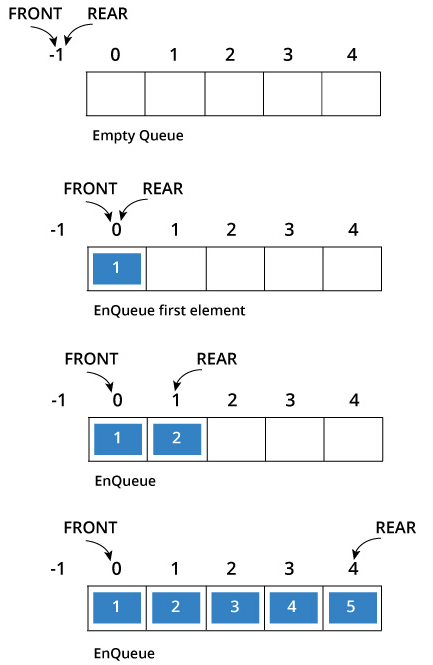 FRONT REAR
-1 0 1 2 3 4
Empty Queue
FRONT REAR
-1 0 1 2 3 4
1
EnQueue first element
FRONT REAR
-1 0 1 2 3 4
1 2
EnQueue
FRONT REAR
-1 0 1 2 3 4
1 2 3 4 5
EnQueue